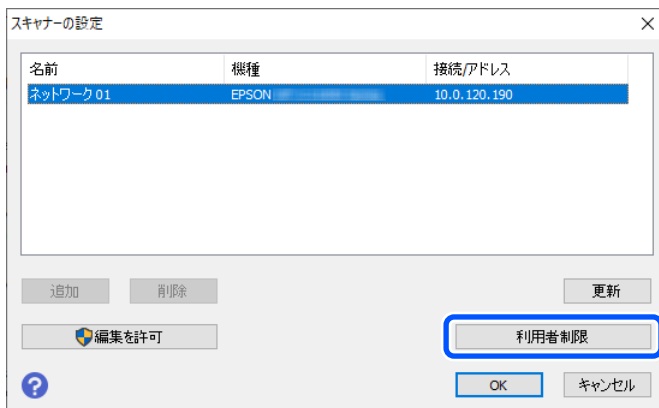 スキャナーの設定
名前 機種 接続/アドレス
ネットワーク 01 EPSON 10.0.120.190
追加 削除 更新
編集を許可 利用者制限
OK キャンセル